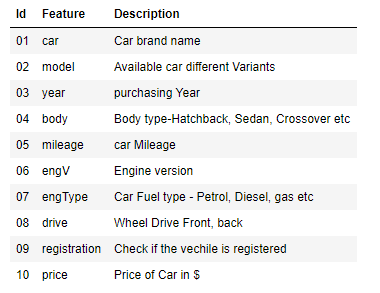 Id Feature Description
01 car Car brand name
02 model Available car different Variants
03 year purchasing Year
04 body Body type-Hatchback, Sedan, Crossover etc
05 mileage car Mileage
06 engV Engine version
07 engType Car Fuel type - Petrol, Diesel, gas etc
08 drive Wheel Drive Front, back
09 registration Check if the vechile is registered
10 price Price of Car in $